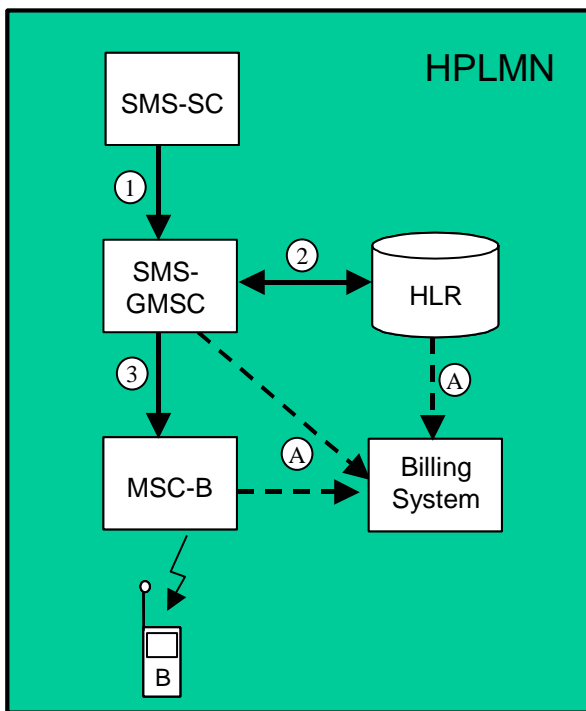 HPLMN
SMS-SC
1
SMS-
GMSC
2
HLR
3
A
A
MSC-B
Billing
System
B